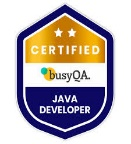 CERTIFIED
busyQA.
JAVA
DEVELOPER